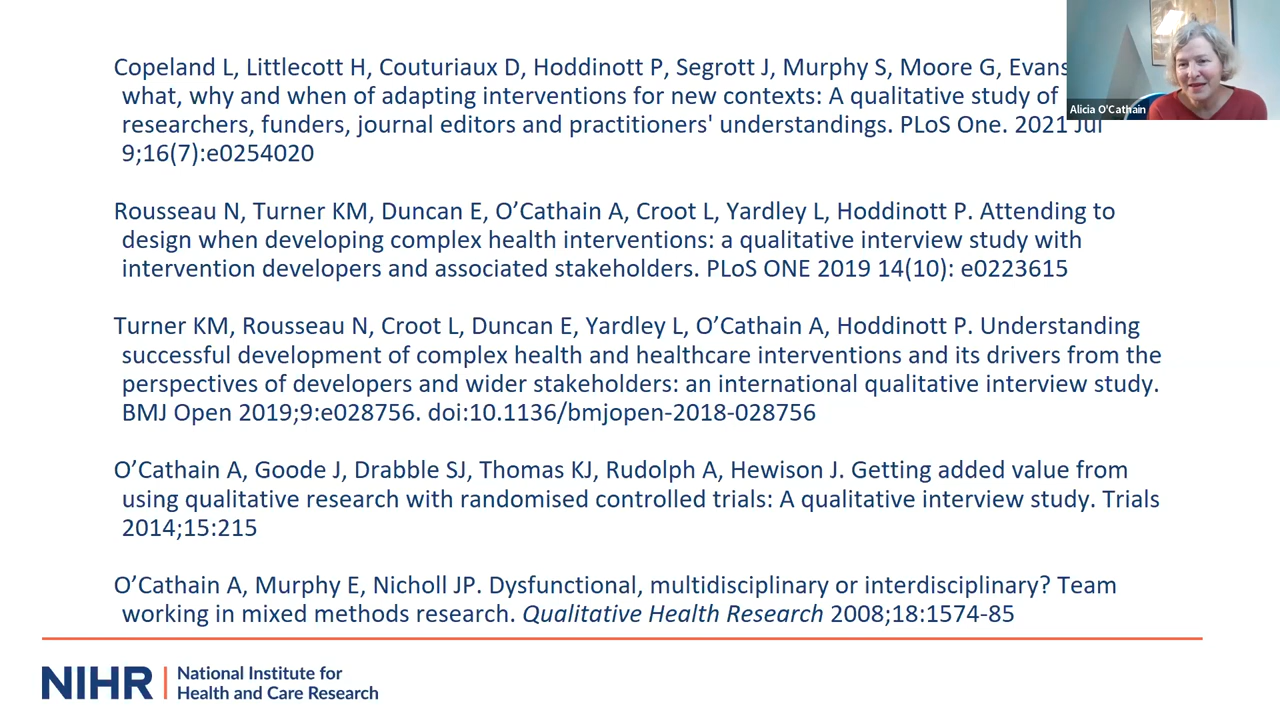 Copeland L, Littlecott H, Couturiaux D, Hoddinott P, Segrott J, Murphy S, Moore G, Evans
what, why and when of adapting interventions for new contexts: A qualitative study of
researchers, funders, journal editors and practitioners' understandings. PLoS One. 2021 Jul
9;16(7):e0254020
Rousseau N, Turner KM, Duncan E, O’Cathain A, Croot L, Yardley L, Hoddinott P. Attending to
design when developing complex health interventions: a qualitative interview study with
intervention developers and associated stakeholders. PLoS ONE 2019 14(10): e0223615
Turner KM, Rousseau N, Croot L, Duncan E, Yardley L, O’Cathain A, Hoddinott P. Understanding
successful development of complex health and healthcare interventions and its drivers from the
perspectives of developers and wider stakeholders: an international qualitative interview study.
BMJ Open 2019;9:e028756. doi:10.1136/bmjopen-2018-028756
O’Cathain A, Goode J, Drabble SJ, Thomas KJ, Rudolph A, Hewison J. Getting added value from
using qualitative research with randomised controlled trials: A qualitative interview study. Trials
2014;15:215
O’Cathain A, Murphy E, Nicholl JP. Dysfunctional, multidisciplinary or interdisciplinary? Team
working in mixed methods research. Qualitative Health Research 2008;18:1574-85
Alicia O'Cathain
NIHR | National Institute for
Health and Care Research